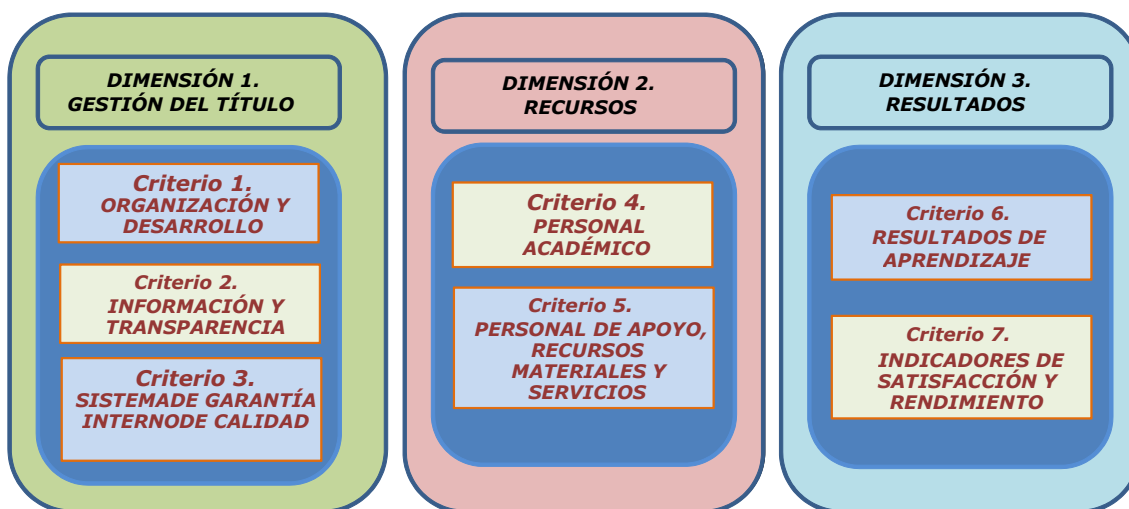 DIMENSIÓN 1.
GESTIÓN DEL TÍTULO
Criterio 1.
ORGANIZACIÓN Y
DESARROLLO
Criterio 2.
INFORMACIÓN Y
TRANSPARENCIA
Criterio 3.
SISTEMADE GARANTÍA
INTERNODE CALIDAD
DIMENSIÓN 2.
RECURSOS
Criterio 4.
PERSONAL
ACADÉMICO
Criterio 5.
PERSONAL DE APOYO,
RECURSOS
MATERIALES Y
SERVICIOS
DIMENSIÓN 3.
RESULTADOS
Criterio 6.
RESULTADOS DE
APRENDIZAJE
Criterio 7.
INDICADORES DE
SATISFACCIÓN Y
RENDIMIENTO